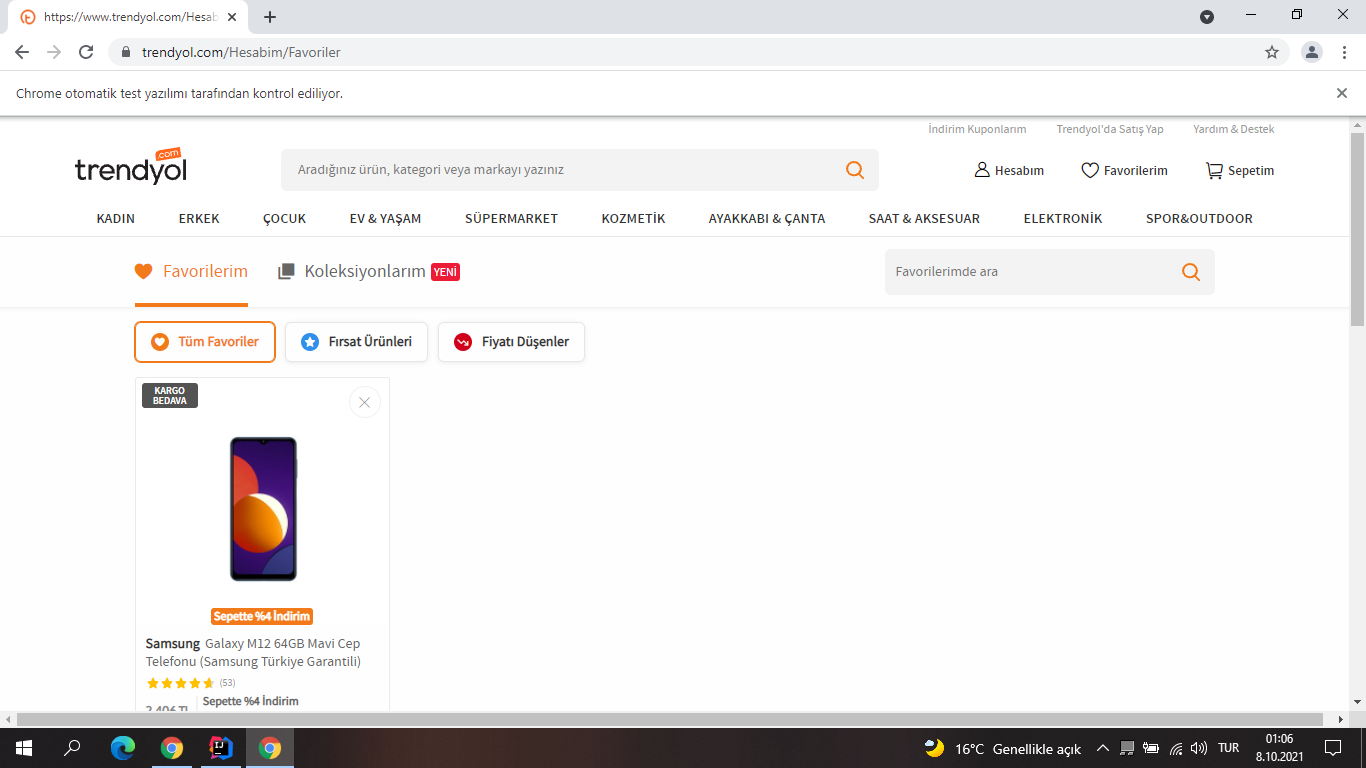 https://www.trendyol.com/Hesab
trendyol.com/Hesabim/Favoriler
Chrome otomatik test yazılımı tarafından kontrol ediliyor.
İndirim Kuponlarım Trendyol'da Satış Yap Yardım & Destek
trendyol.com
Aradığınız ürün, kategori veya markayı yazınız
Hesabım Favorilerim Sepetim
KADIN ERKEK ÇOCUK EV & YAŞAM SÜPERMARKET KOZMETİK AYAKKABI & ÇANTA SAAT & AKSESUAR ELEKTRONİK SPOR&OUTDOOR
Favorilerim Koleksiyonlarım YENİ Favorilerimde ara
Tüm Favoriler Fırsat Ürünleri Fiyatı Düşenler
KARGO
BEDAVA
Sepette %4 İndirim
Samsung Galaxy M12 64GB Mavi Cep
Telefonu (Samsung Türkiye Garantili)
(53)
Sepette %4 İndirim
2.406 TL
16°C Genellikle açık TUR
01:06
8.10.2021